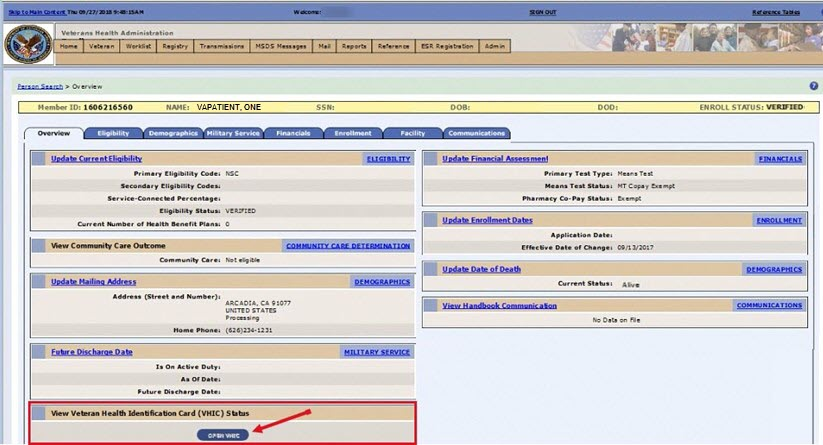 Skip to Main Content Thu 09/27/2018 9:48:15AM Welcome: SIGN OUT Reference Tables
Veterans Health Administration
Home Veteran Worklist Registry Transmissions MSDS Messages Mail Reports Reference ESR Registration Admin
Person Search > Overview ?
Member ID: 1606216560 NAME: VAPATIENT, ONE SSN: DOB: DOD: ENROLL STATUS: VERIFIED
Overview Eligibility Demographics Military Service Financials Enrollment Facility Communications
Update Current Eligibility ELIGIBILITY
Primary Eligibility Code: NSC
Secondary Eligibility Codes:
Service-Connected Percentage:
Eligibility Status: VERIFIED
Current Number of Health Benefit Plans: 0
View Community Care Outcome COMMUNITY CARE DETERMINATION
Community Care: Not eligible
Update Mailing Address DEMOGRAPHICS
Address (Street and Number):
ARCADIA, CA 91077
UNITED STATES
Processing
Home Phone: (626)234-1231
Future Discharge Date MILITARY SERVICE
Is On Active Duty:
As Of Date:
Future Discharge Date:
View Veteran Health Identification Card (VHIC) Status
OPEN VHIC
Update Financial Assessment FINANCIALS
Primary Test Type: Means Test
Means Test Status: MT Copay Exempt
Pharmacy Co-Pay Status: Exempt
Update Enrollment Dates ENROLLMENT
Application Date:
Effective Date of Change: 09/13/2017
Update Date of Death DEMOGRAPHICS
Current Status: Alive
View Handbook Communication COMMUNICATIONS
No Data on File